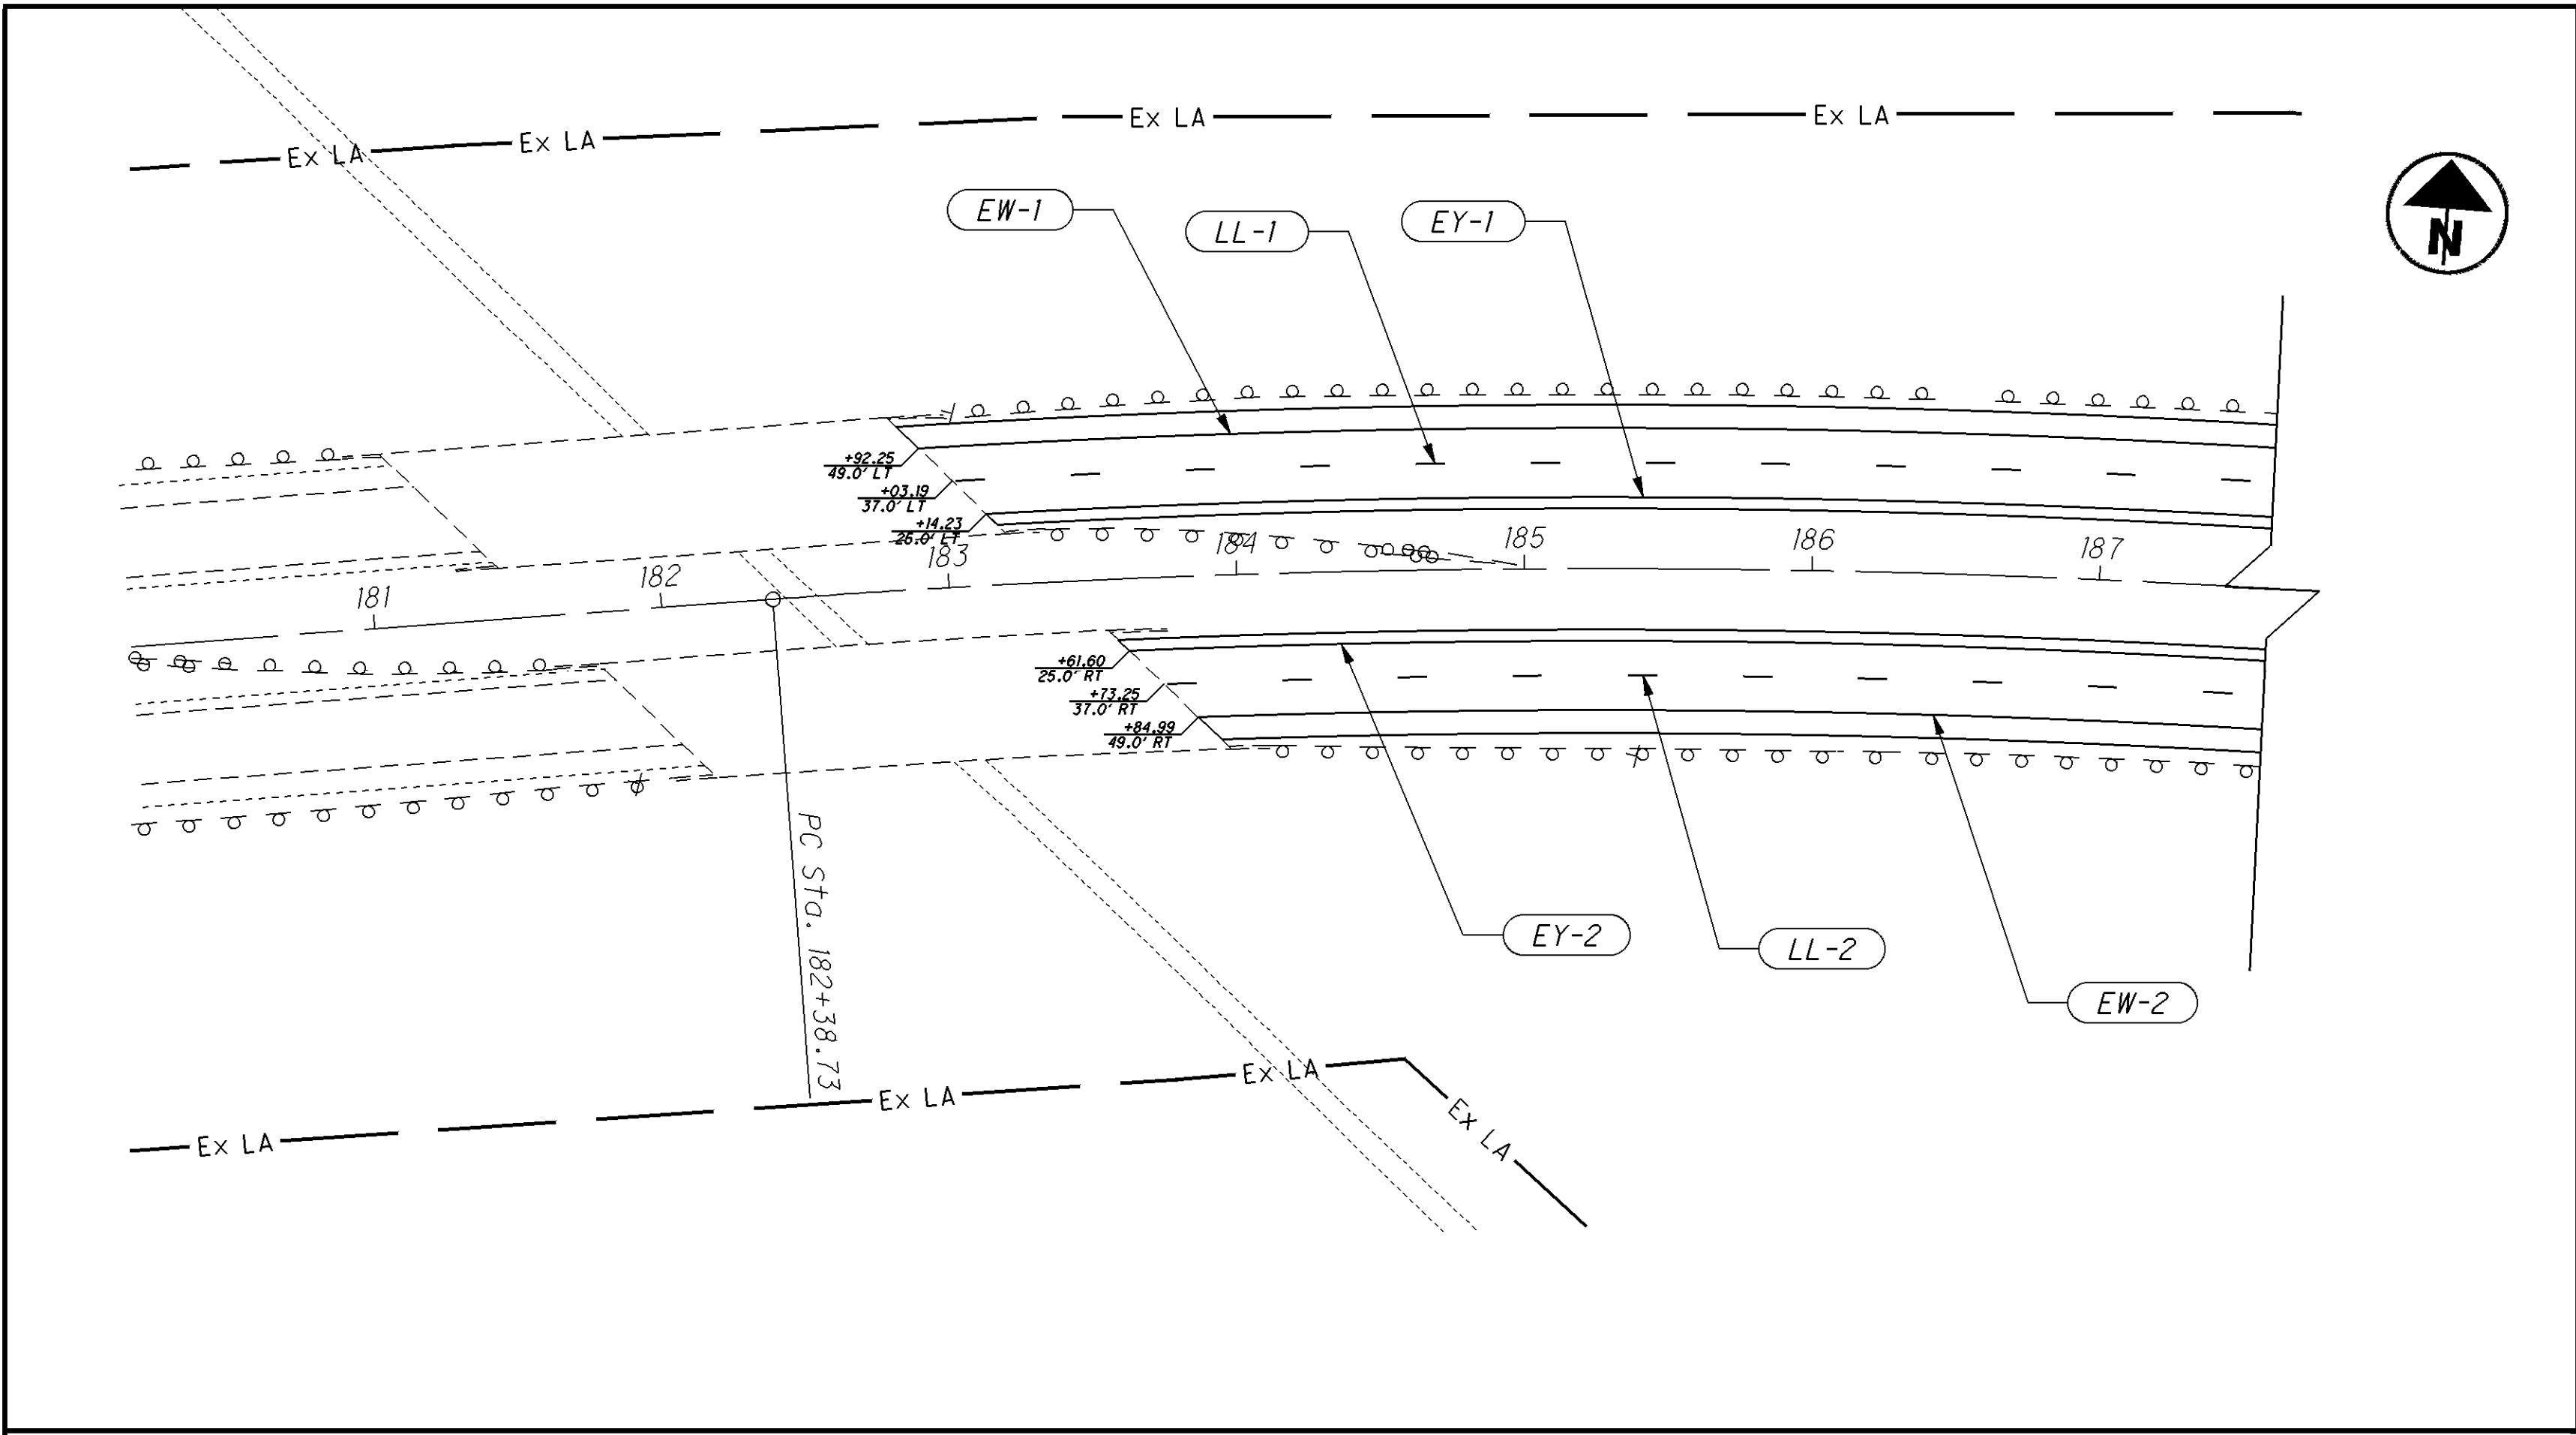 Ex LA
Ex LA
Ex LA
Ex LA
EW-1
LL-1
EY-1
N
+92.25
49.0' LT
+03.19
37.0' LT
+14.23
25.0' LT
181
182
183
184
185
186
187
+61.60
25.0' RT
+73.25
37.0' RT
+84.99
49.0' RT
PC Sta. 182+38.73
EY-2
LL-2
EW-2
Ex LA
Ex LA
Ex LA
Ex LA